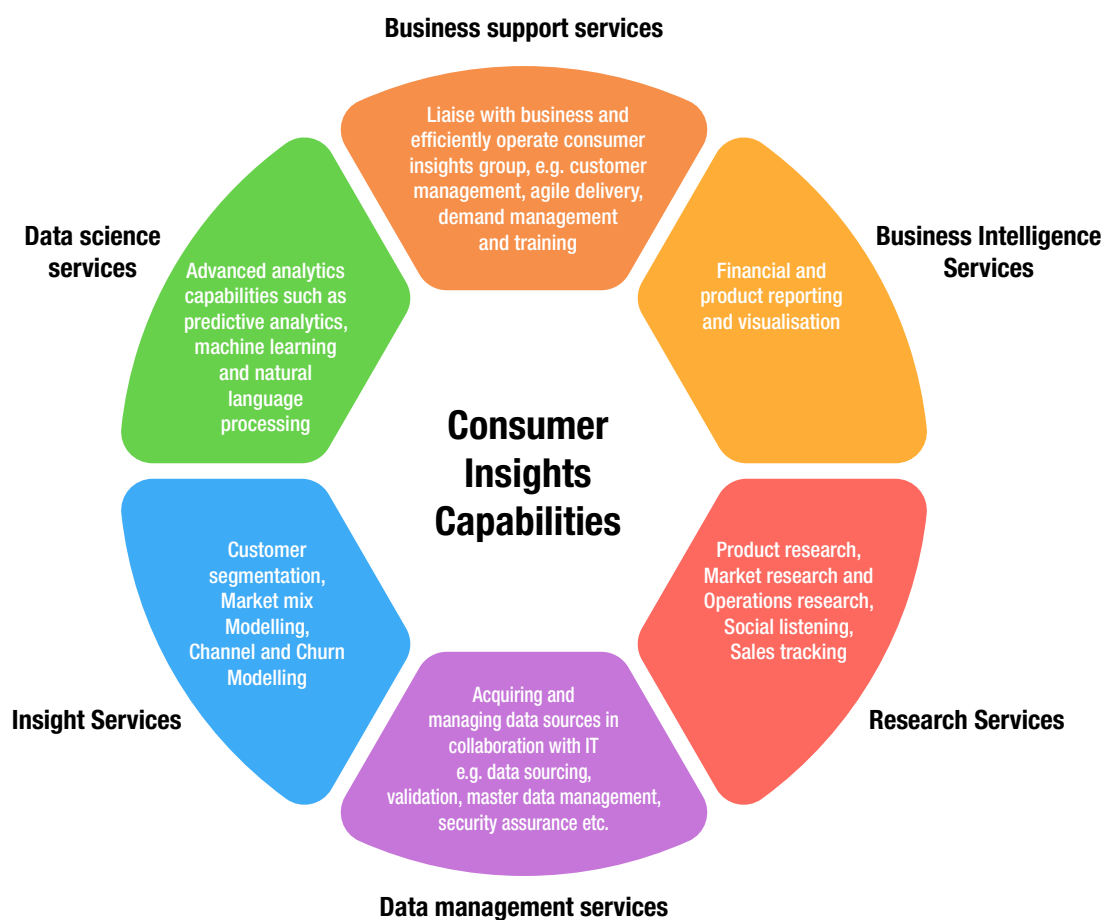 Business support services
Liaise with business and
efficiently operate consumer
insights group, e.g. customer
management, agile delivery,
demand management
and training
Data science
services
Advanced analytics
capabilities such as
predictive analytics,
machine learning
and natural
language
processing
Business Intelligence
Services
Financial and
product reporting
and visualisation
Consumer
Insights
Capabilities
Customer
segmentation,
Market mix
Modelling,
Channel and Churn
Modelling
Insight Services
Product research,
Market research and
Operations research,
Social listening,
Sales tracking
Research Services
Acquiring and
managing data sources in
collaboration with IT
e.g. data sourcing,
validation, master data management,
security assurance etc.
Data management services